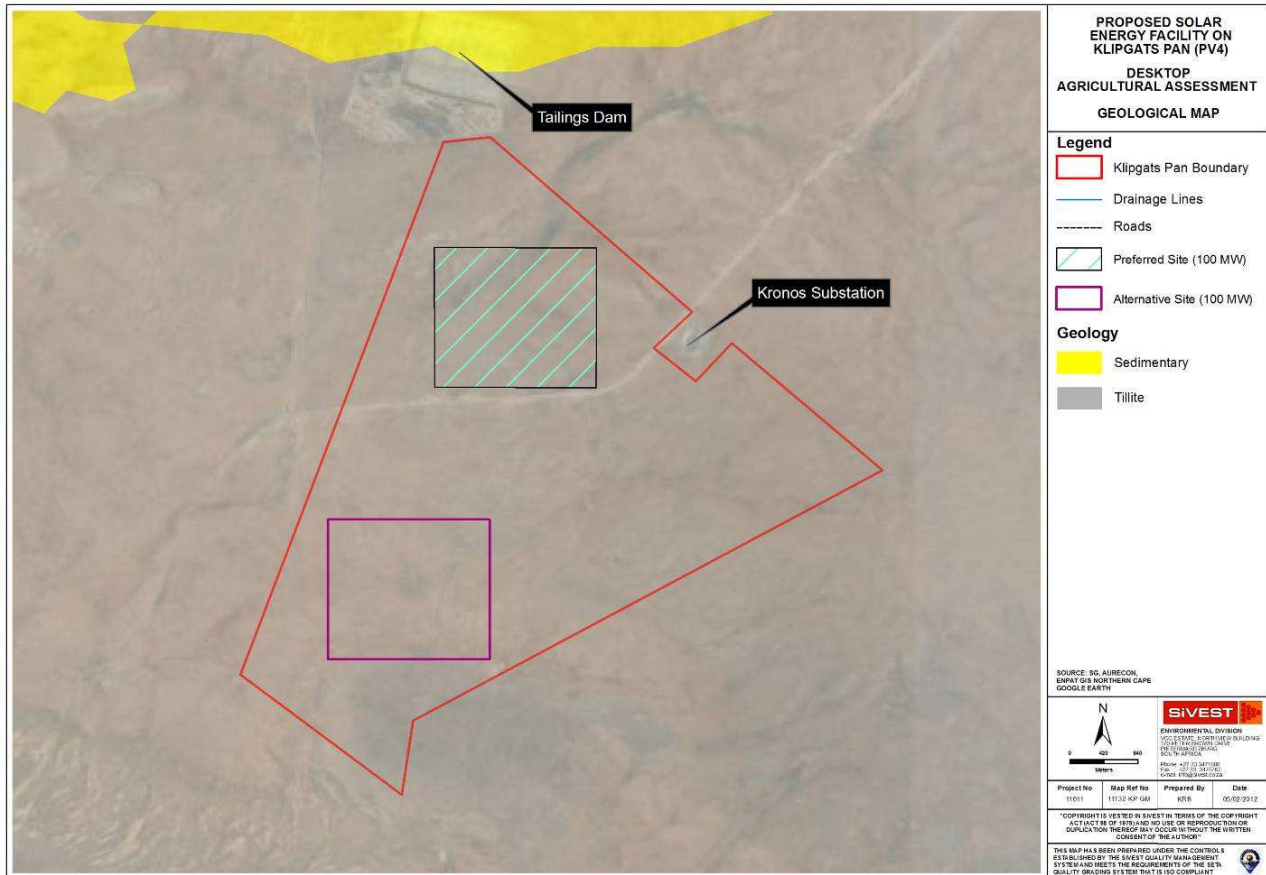 Tailings Dam
Kronos Substation
PROPOSED SOLAR
ENERGY FACILITY ON
KLIPGATS PAN (PV4)
DESKTOP
AGRICULTURAL ASSESSMENT
GEOLOGICAL MAP
Legend
Klipgats Pan Boundary
Drainage Lines
Roads
Preferred Site (100 MW)
Alternative Site (100 MW)
Geology
Sedimentary
Tillite
SOURCE: SG, AURECON,
ENPAT GIS NORTHERN CAPE
GOOGLE EARTH
N
0 420 840
Meters
SiVEST
ENVIRONMENTAL DIVISION
SOUTH AFRICA
Project No
Map Ref No
Prepared By
Date
11011
11132 KP GM
KRB
"COPYRIGHT IS VESTED IN SIVEST IN TERMS OF THE COPYRIGHT
ACT (ACT 98 OF 1978) AND NO USE OR REPRODUCTION OR
DUPLICATION THEREOF MAY OCCUR WITHOUT THE WRITTEN
CONSENT OF THE AUTHOR"
THIS MAP HAS BEEN PREPARED UNDER THE CONTROLS
ESTABLISHED BY THE SIVEST QUALITY MANAGEMENT
SYSTEM AND MEETS THE REQUIREMENTS OF THE SETA
QUALITY GRADING SYSTEM THAT IS ISO COMPLIANT